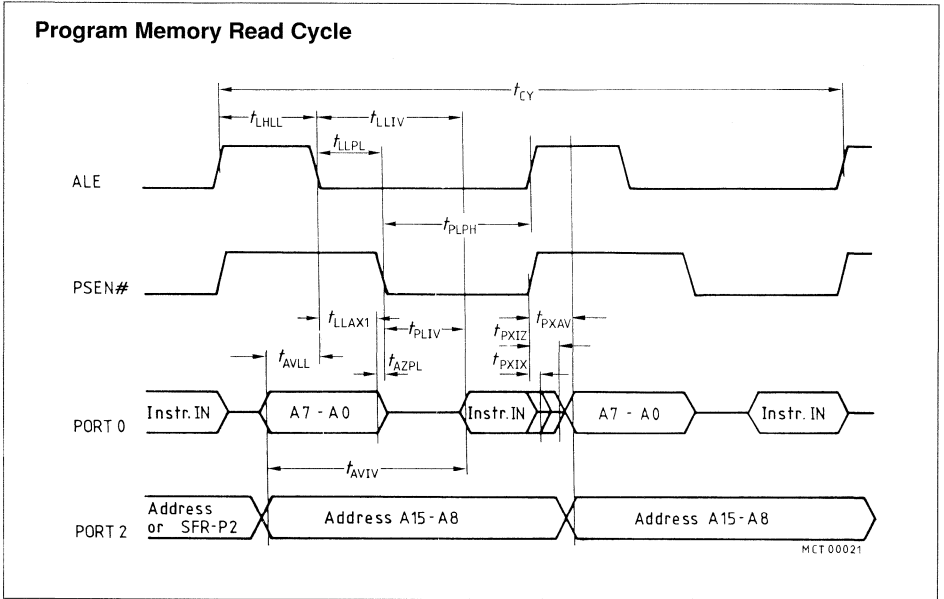 Program Memory Read Cycle
tCY
tLHLL
tLLIV
tLLPL
ALE
tPLPH
PSEN#
tLLAX1
tPLIV
tPXIZ
tPXAV
tAVLL
tAZPL
tPXIX
PORT 0
Instr. IN
A7 - A0
Instr. IN
A7 - A0
Instr. IN
tAVIV
PORT 2
Address
or SFR-P2
Address A15-A8
Address A15-A8
MCT00021